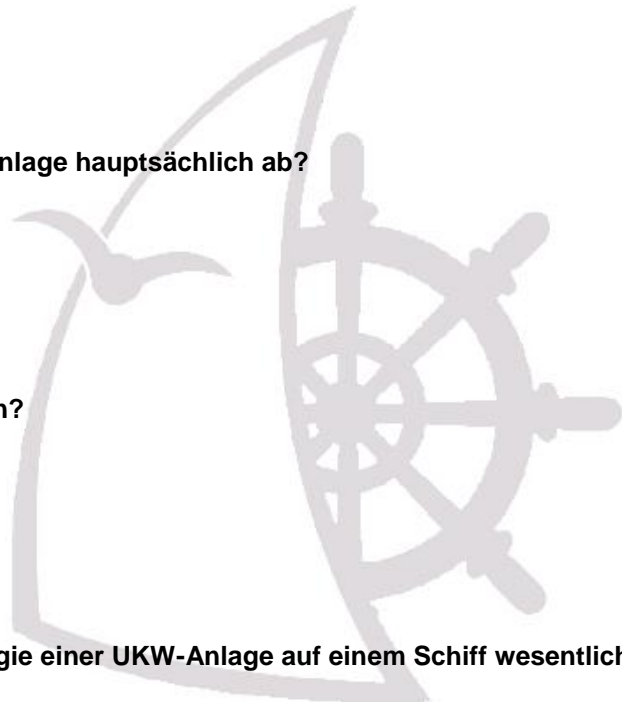 nlage hauptsächlich ab?
n?
gie einer UKW-Anlage auf einem Schiff wesentlich